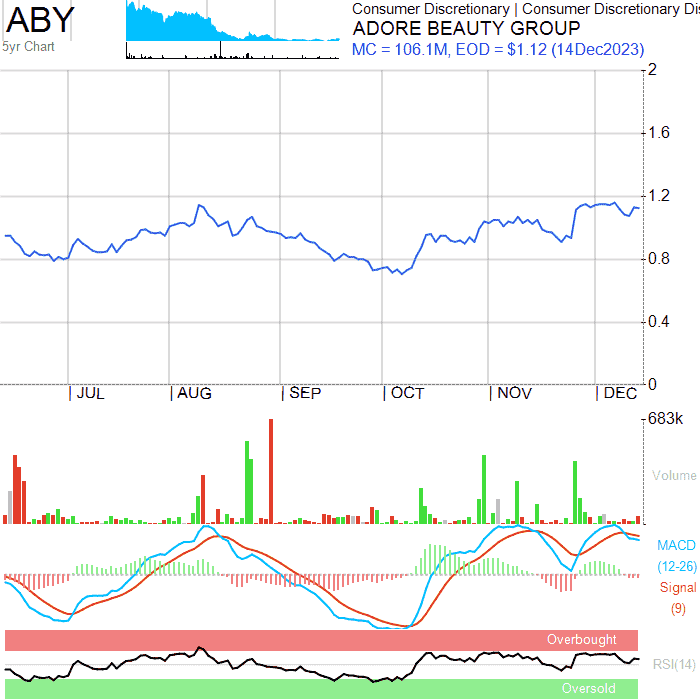 ABY
5yr Chart
Consumer Discretionary | Consumer Discretionary Dis
ADORE BEAUTY GROUP
MC = 106.1M, EOD = $1.12 (14Dec2023)
2
1.6
1.2
0.8
0.4
0
JUL
AUG
SEP
OCT
NOV
DEC
683k
Volume
MACD
(12-26)
Signal
(9)
Overbought
RSI(14)
Oversold